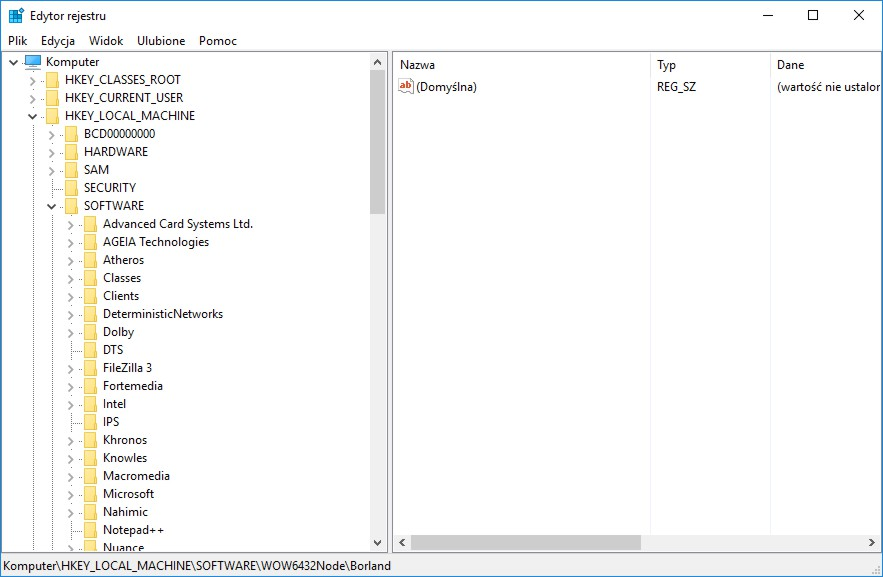 Edytor rejestru
Plik Edycja Widok Ulubione Pomoc
Komputer
HKEY_CLASSES_ROOT
HKEY_CURRENT_USER
HKEY_LOCAL_MACHINE
BCD00000000
HARDWARE
SAM
SECURITY
SOFTWARE
Advanced Card Systems Ltd.
AGEIA Technologies
Atheros
Classes
Clients
DeterministicNetworks
Dolby
DTS
FileZilla 3
Fortemedia
Intel
IPS
Khronos
Knowles
Macromedia
Microsoft
Nahimic
Notepad++
Nuance
Nazwa Typ Dane
ab (Domyślna) REG_SZ (wartość nie ustalor
Komputer\HKEY_LOCAL_MACHINE\SOFTWARE\WOW6432Node\Borland